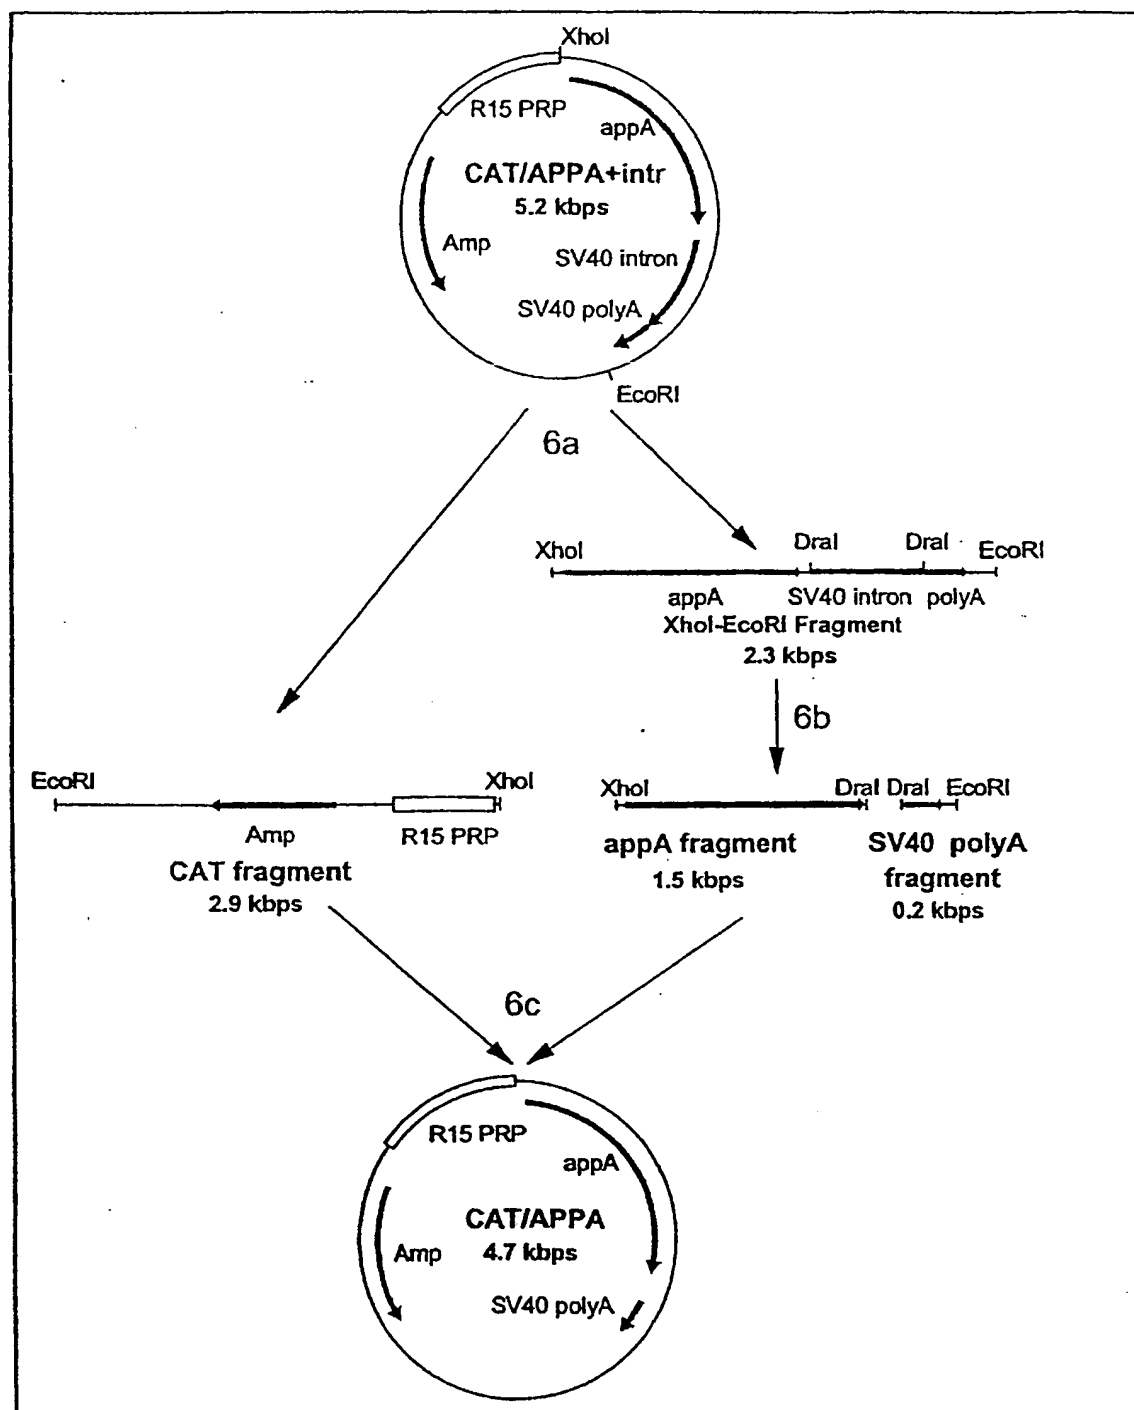 XhoI
R15 PRP
appA
CAT/APPA+intr
5.2 kbps
Amp
SV40 intron
SV40 polyA
EcoRI
6a
XhoI DraI DraI EcoRI
appA SV40 intron polyA
XhoI-EcoRI Fragment
2.3 kbps
6b
EcoRI XhoI
Amp R15 PRP
CAT fragment
2.9 kbps
XhoI DraI DraI EcoRI
appA fragment
1.5 kbps
SV40 polyA
fragment
0.2 kbps
6c
R15 PRP
appA
CAT/APPA
4.7 kbps
Amp
SV40 polyA